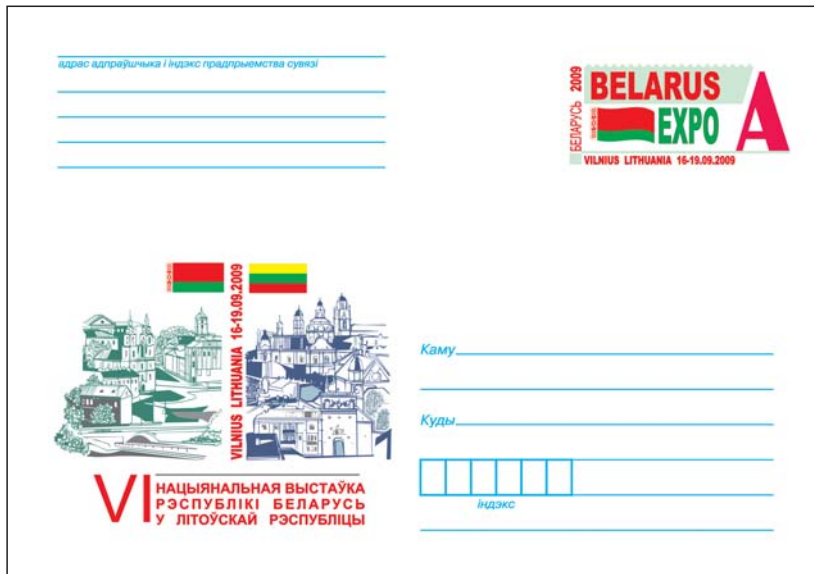 адрас адпраўшчыка і індэкс прадпрыемства сувязі
БЕЛАРУСЬ 2009
BELARUS
EXPO
A
VILNIUS LITHUANIA 16-19.09.2009
VILNIUS LITHUANIA 16-19.09.2009
VI
НАЦЫЯНАЛЬНАЯ ВЫСТАЎКА
РЭСПУБЛІКІ БЕЛАРУСЬ
У ЛІТОЎСКАЙ РЭСПУБЛІЦЫ
Каму
Куды
індэкс